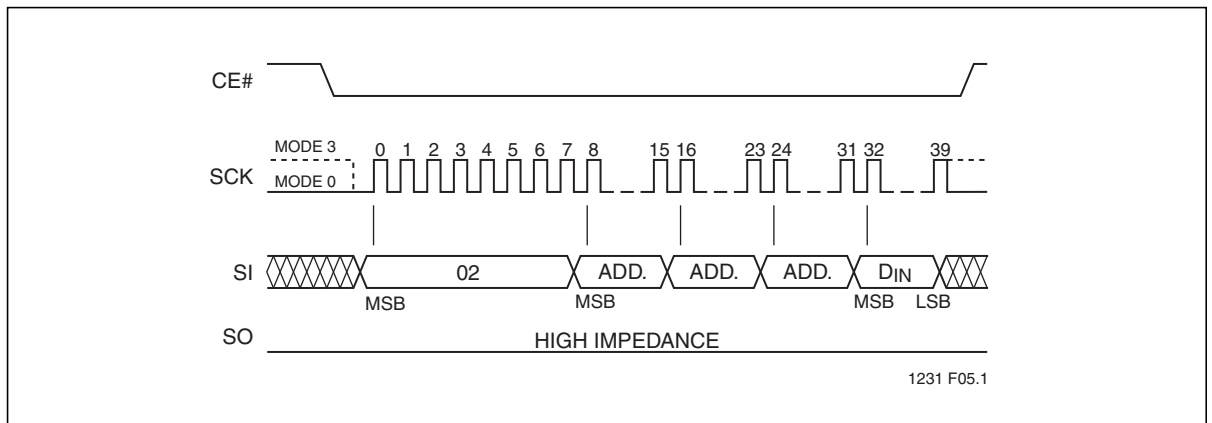 CE#
MODE 3
SCK
MODE 0
0 1 2 3 4 5 6 7 8 15 16 23 24 31 32 39
SI
02 ADD. ADD. ADD. DIN
MSB MSB MSB LSB
SO
HIGH IMPEDANCE
1231 F05.1